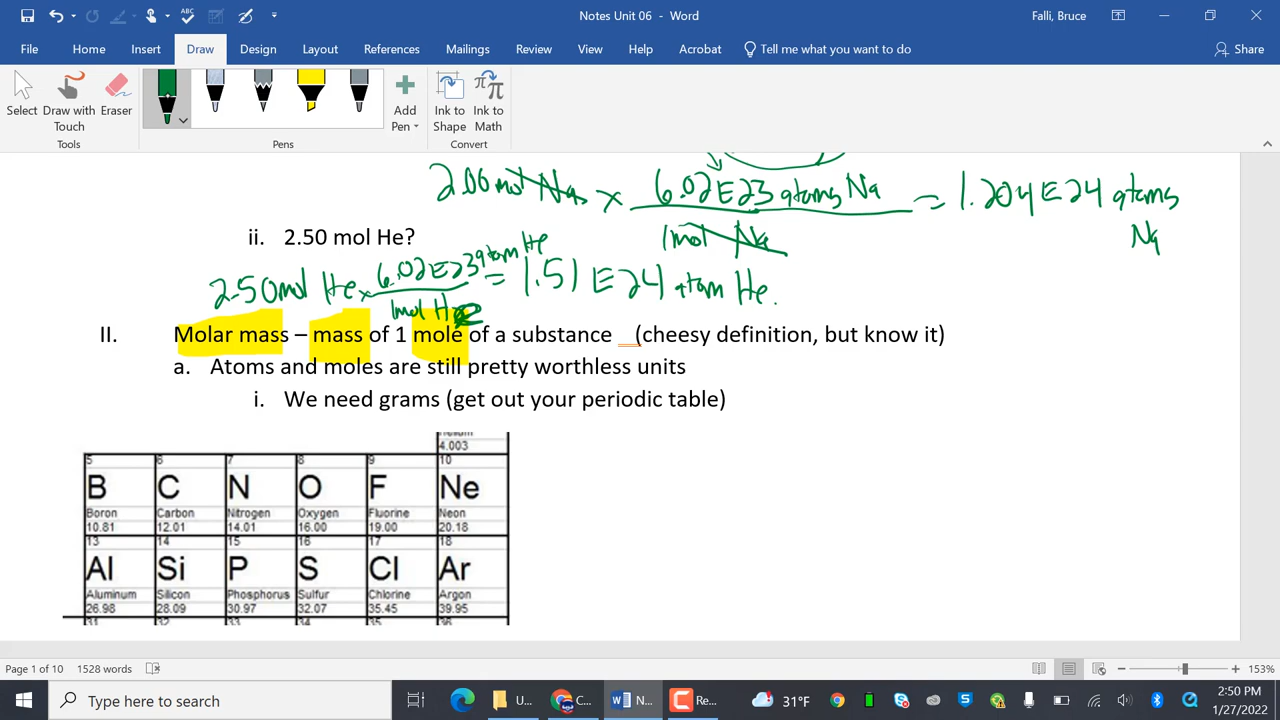 Notes Unit 06 - Word
Falli, Bruce
File Home Insert Draw Design Layout References Mailings Review View Help Acrobat Tell me what you want to do Share
Select Draw with Touch Eraser Add Pen Ink to Shape Ink to Math
Tools Pens Convert
2.00 mol Na × 6.02E23 atoms Na = 1.204E24 atoms Na
1 mol Na
ii. 2.50 mol He?
2.50 mol He × 6.02E23 atom He = 1.51 E24 atom He.
1 mol He
II. Molar mass – mass of 1 mole of a substance _(cheesy definition, but know it)
a. Atoms and moles are still pretty worthless units
i. We need grams (get out your periodic table)
Helium
4.003
5 6 7 8 9 10
B C N O F Ne
Boron Carbon Nitrogen Oxygen Fluorine Neon
10.81 12.01 14.01 16.00 19.00 20.18
13 14 15 16 17 18
Al Si P S Cl Ar
Aluminum Silicon Phosphorus Sulfur Chlorine Argon
26.98 28.09 30.97 32.07 35.45 39.95
31 32 33 34 35 36
Page 1 of 10 1528 words 153%
Type here to search U... C... N... Re... 31°F 2:50 PM
1/27/2022